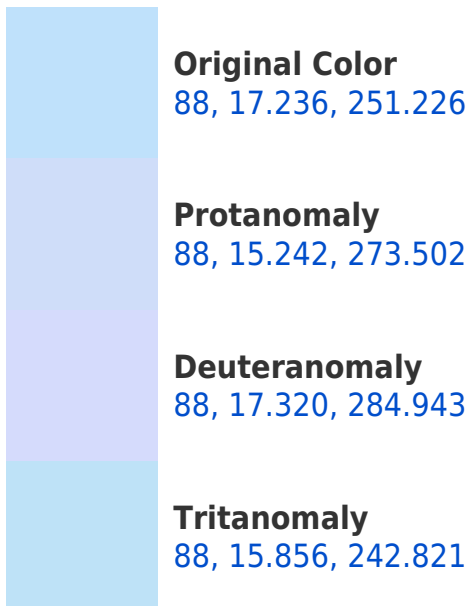 Original Color
88, 17.236, 251.226
Protanomaly
88, 15.242, 273.502
Deuteranomaly
88, 17.320, 284.943
Tritanomaly
88, 15.856, 242.821